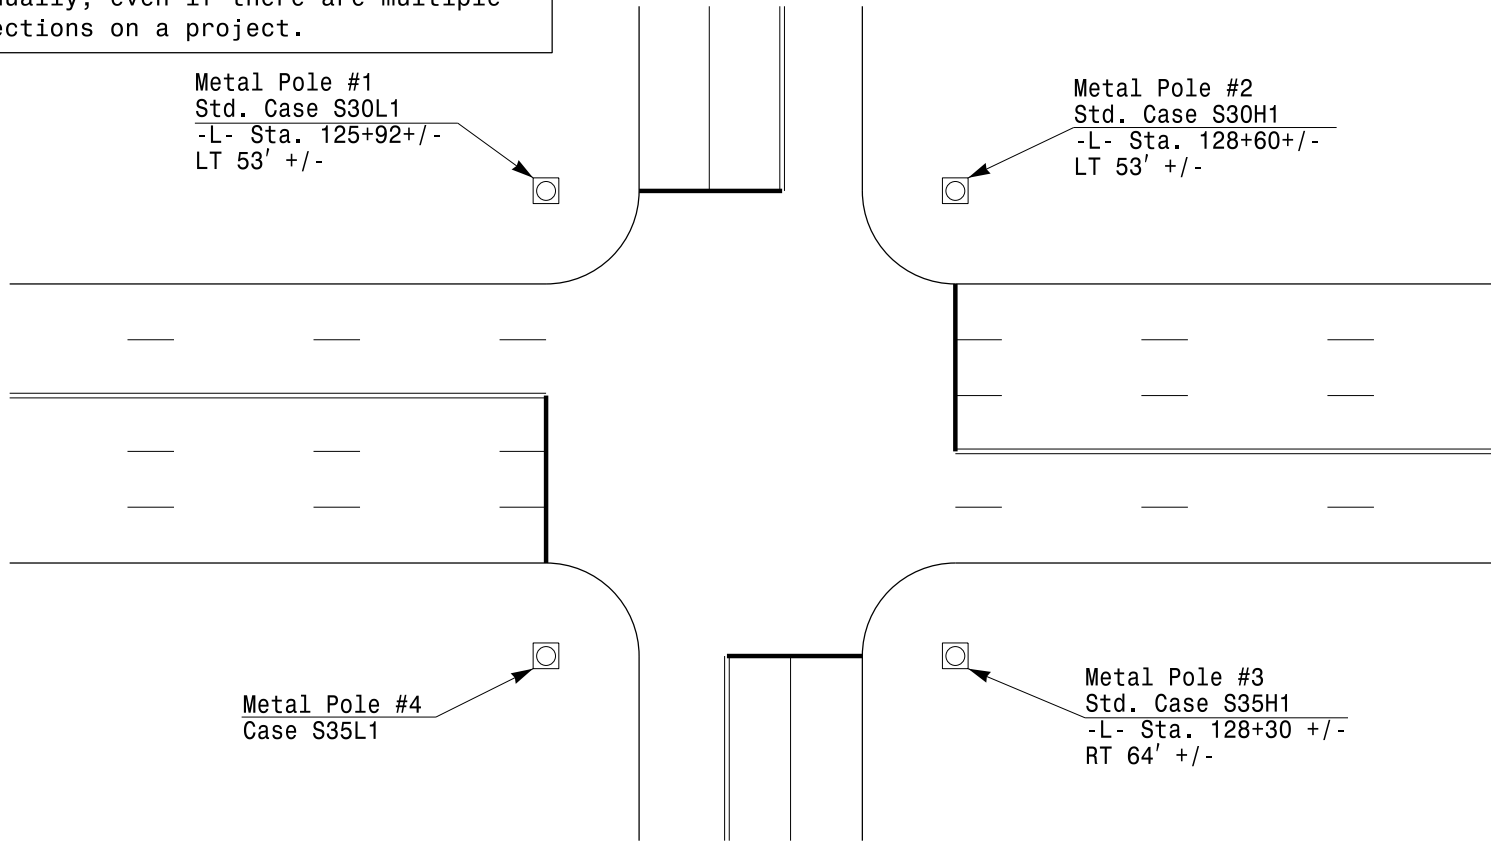 ections on a project.
Metal Pole #1
Std. Case S30L1
-L- Sta. 125+92+/-
LT 53' +/-
Metal Pole #2
Std. Case S30H1
-L- Sta. 128+60+/-
LT 53' +/-
Metal Pole #4
Case S35L1
Metal Pole #3
Std. Case S35H1
-L- Sta. 128+30 +/-
RT 64' +/-